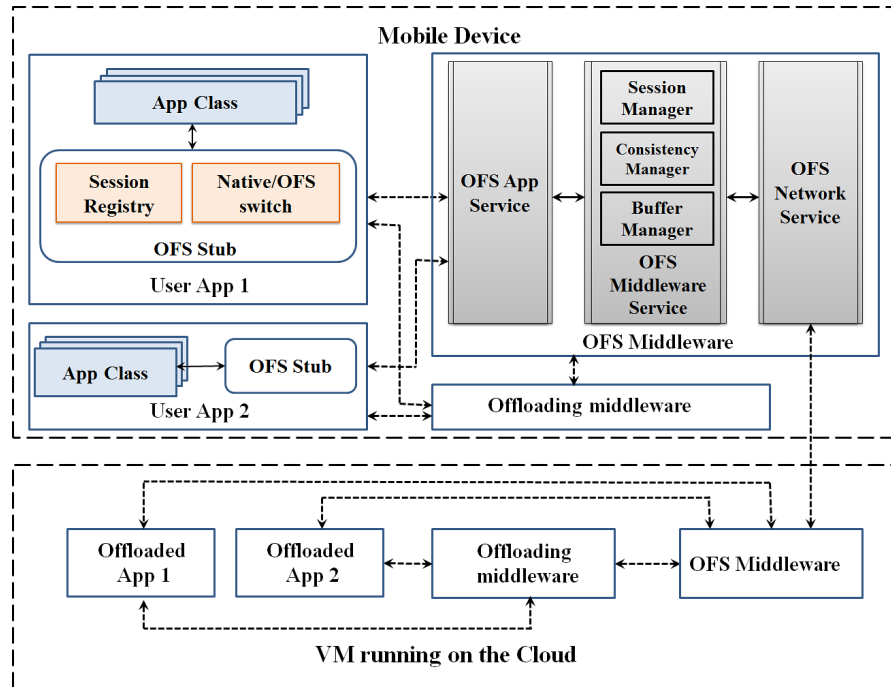 Mobile Device
App Class
Session
Registry
Native/OFS
switch
OFS Stub
User App 1
App Class
OFS Stub
User App 2
OFS App
Service
Session
Manager
Consistency
Manager
Buffer
Manager
OFS
Middleware
Service
OFS
Network
Service
OFS Middleware
Offloading middleware
Offloaded
App 1
Offloaded
App 2
Offloading
middleware
OFS Middleware
VM running on the Cloud